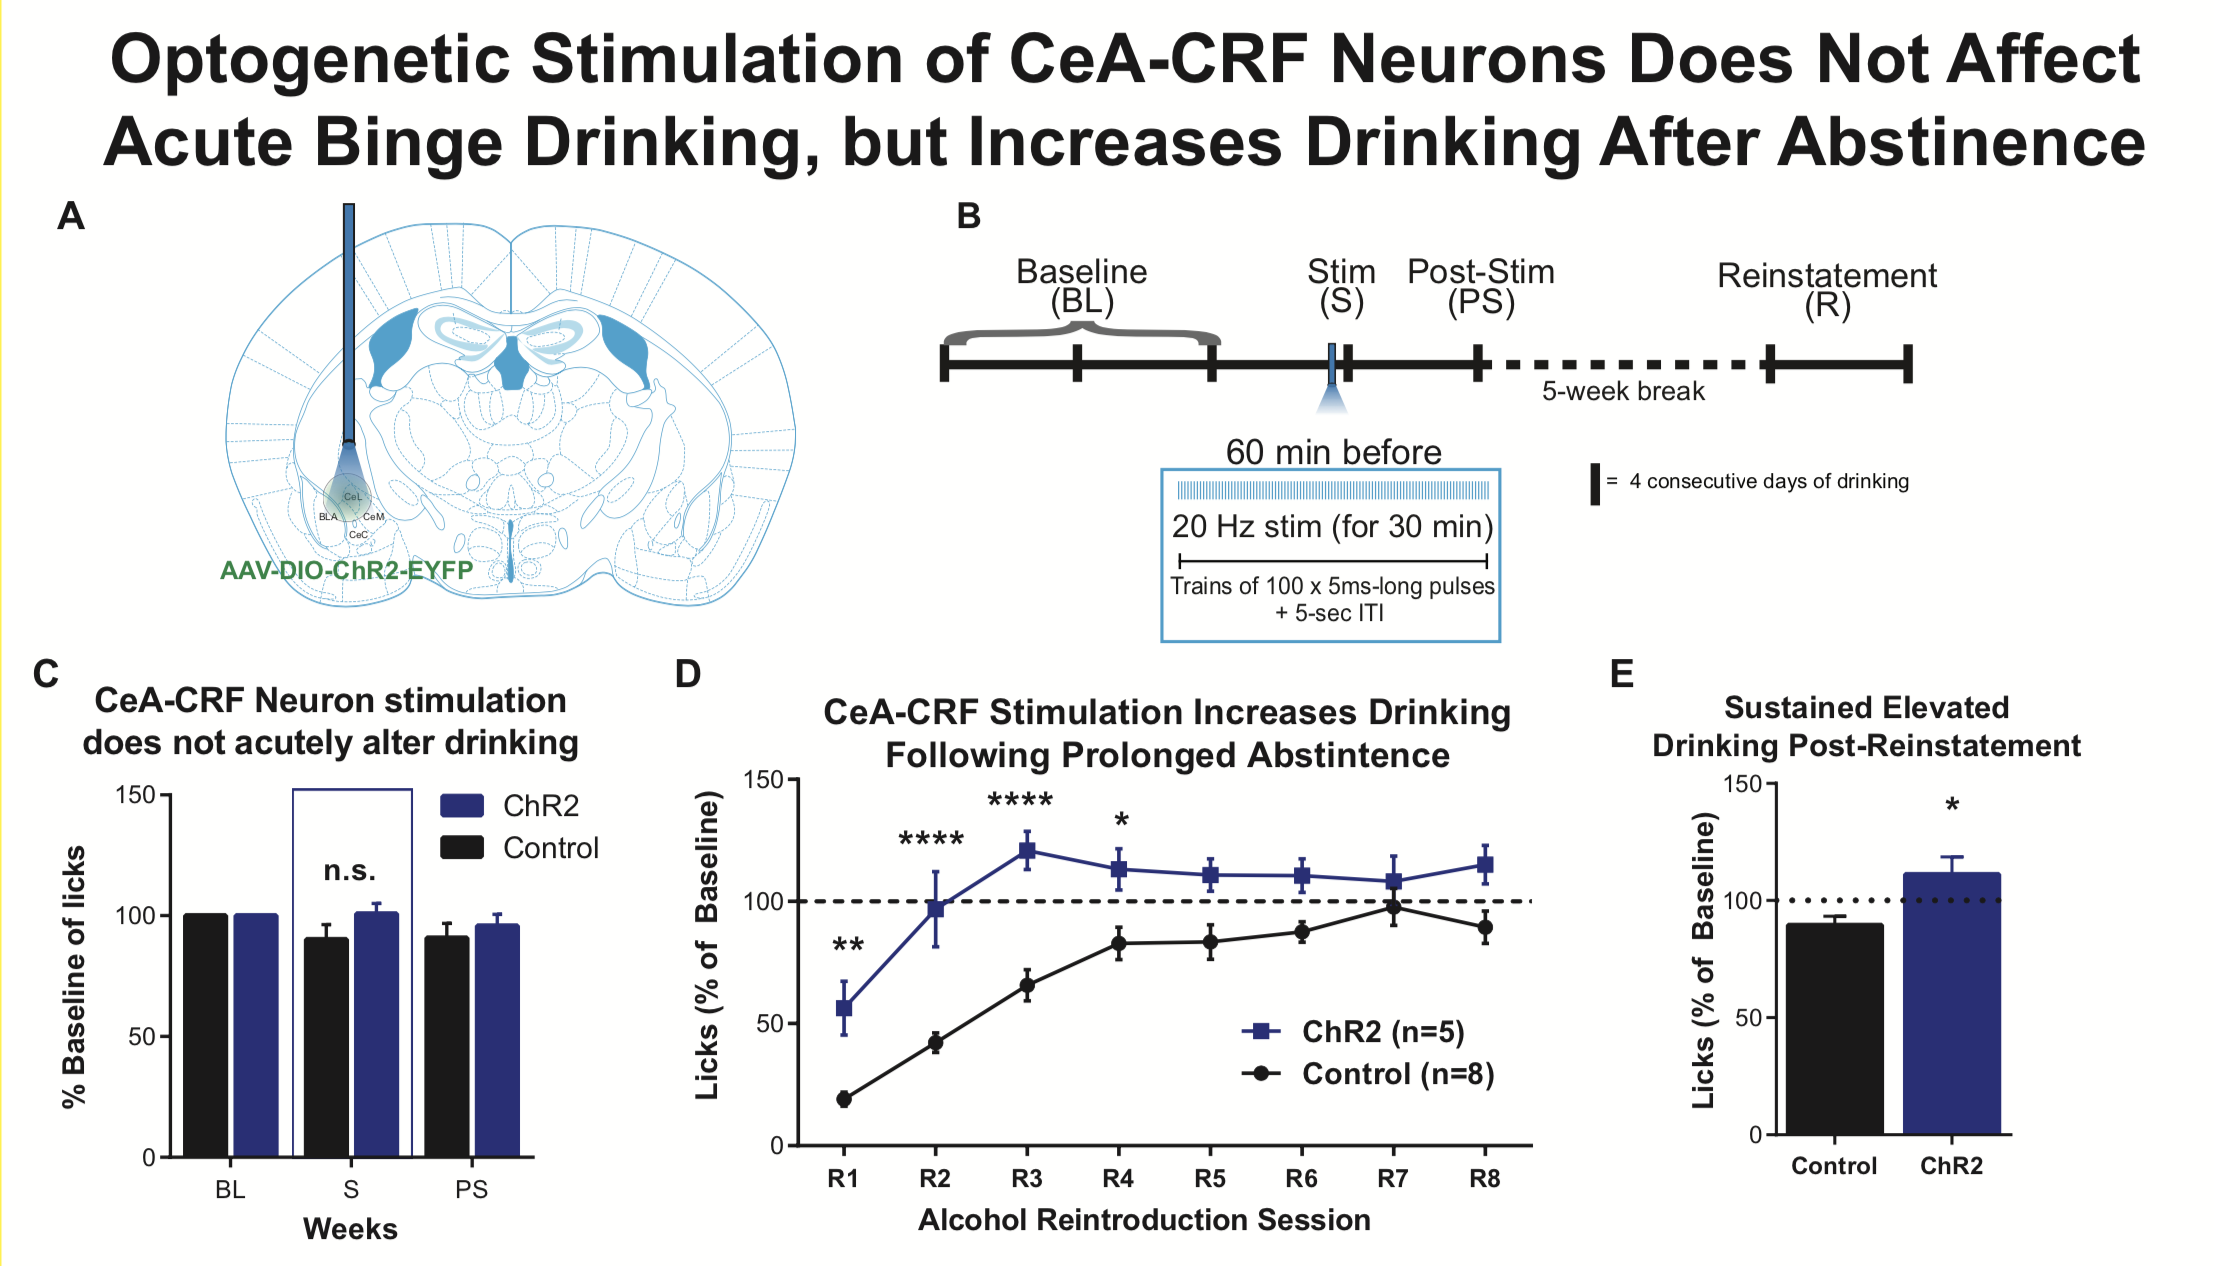 Optogenetic Stimulation of CeA-CRF Neurons Does Not Affect
Acute Binge Drinking, but Increases Drinking After Abstinence
A
CeL
BLA
CeM
CeC
AAV-DIO-ChR2-EYFP
B
Baseline
(BL)
Stim
(S)
Post-Stim
(PS)
Reinstatement
(R)
5-week break
60 min before
20 Hz stim (for 30 min)
Trains of 100 x 5ms-long pulses
+ 5-sec ITI
= 4 consecutive days of drinking
C
CeA-CRF Neuron stimulation
does not acutely alter drinking
% Baseline of licks
150
100
50
0
n.s.
ChR2
Control
BL
S
PS
Weeks
D
CeA-CRF Stimulation Increases Drinking
Following Prolonged Abstintence
Licks (% of Baseline)
150
100
50
0
**
****
****
*
ChR2 (n=5)
Control (n=8)
R1
R2
R3
R4
R5
R6
R7
R8
Alcohol Reintroduction Session
E
Sustained Elevated
Drinking Post-Reinstatement
Licks (% of Baseline)
150
100
50
0
*
Control
ChR2